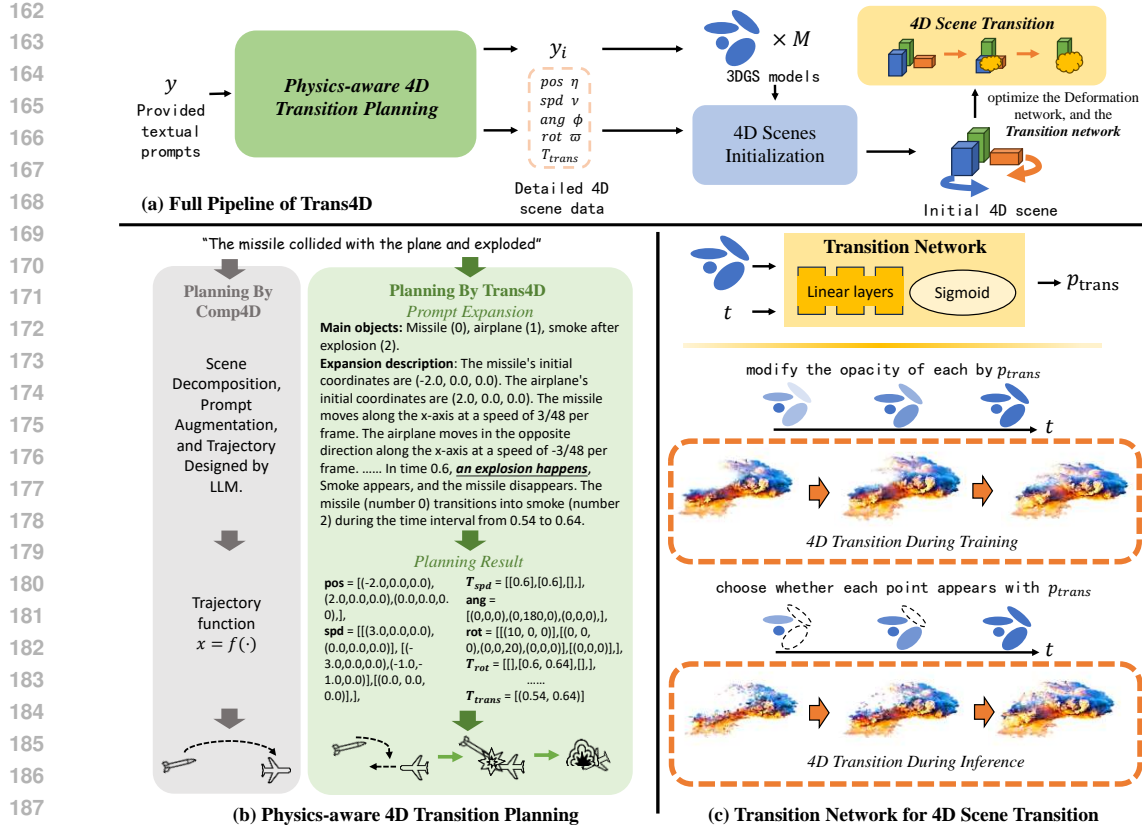 162
163
164
165
166
167
168
169
170
171
172
173
174
175
176
177
178
179
180
181
182
183
184
185
186
187
y
Provided
textual
prompts
Physics-aware 4D
Transition Planning
y_i
pos η
spd ν
ang ϕ
rot ϖ
T_trans
Detailed 4D
scene data
× M
3DGS models
4D Scenes
Initialization
4D Scene Transition
optimize the Deformation
network, and the
Transition network
Initial 4D scene
(a) Full Pipeline of Trans4D
"The missile collided with the plane and exploded"
Planning By
Comp4D
Scene
Decomposition,
Prompt
Augmentation,
and Trajectory
Designed by
LLM.
Trajectory
function
x = f(·)
Planning By Trans4D
Prompt Expansion
Main objects: Missile (0), airplane (1), smoke after
explosion (2).
Expansion description: The missile's initial
coordinates are (-2.0, 0.0, 0.0). The airplane's
initial coordinates are (2.0, 0.0, 0.0). The missile
moves along the x-axis at a speed of 3/48 per
frame. The airplane moves in the opposite
direction along the x-axis at a speed of -3/48 per
frame. ...... In time 0.6, an explosion happens,
Smoke appears, and the missile disappears. The
missile (number 0) transitions into smoke (number
2) during the time interval from 0.54 to 0.64.
Planning Result
pos = [(-2.0,0.0,0.0),
(2.0,0.0,0.0),(0.0,0.0,0.
0),],
spd = [[(3.0,0.0,0.0),
(0.0,0.0,0.0)], [(-
3.0,0.0,0.0),(-1.0,-
1.0,0.0)],[(0.0, 0.0,
0.0)],],
T_spd = [[0.6],[0.6],[],],
ang =
[(0,0,0),(0,180,0),(0,0,0),],
rot = [[(10, 0, 0)],[(0, 0,
0),(0,0,20),(0,0,0)],[(0,0,0)],],
T_rot = [[],[0.6, 0.64],[],],
......
T_trans = [(0.54, 0.64)]
(b) Physics-aware 4D Transition Planning
Transition Network
t
Linear layers
Sigmoid
p_trans
modify the opacity of each by p_trans
t
4D Transition During Training
choose whether each point appears with p_trans
t
4D Transition During Inference
(c) Transition Network for 4D Scene Transition